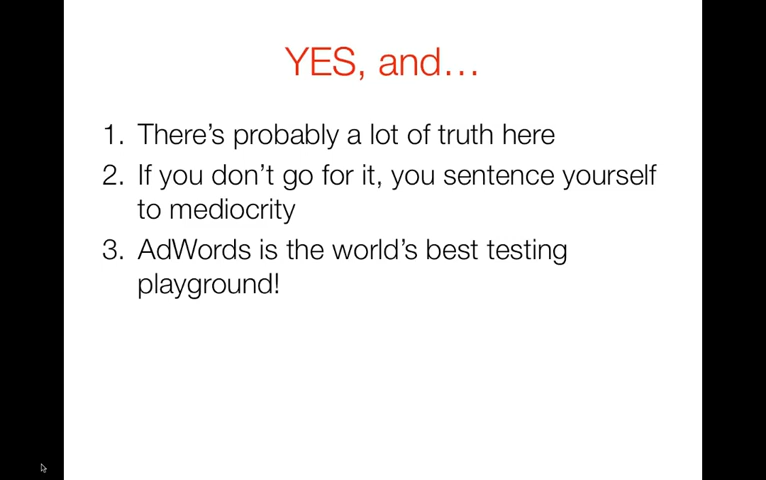 YES, and…
1. There’s probably a lot of truth here
2. If you don’t go for it, you sentence yourself
to mediocrity
3. AdWords is the world’s best testing
playground!